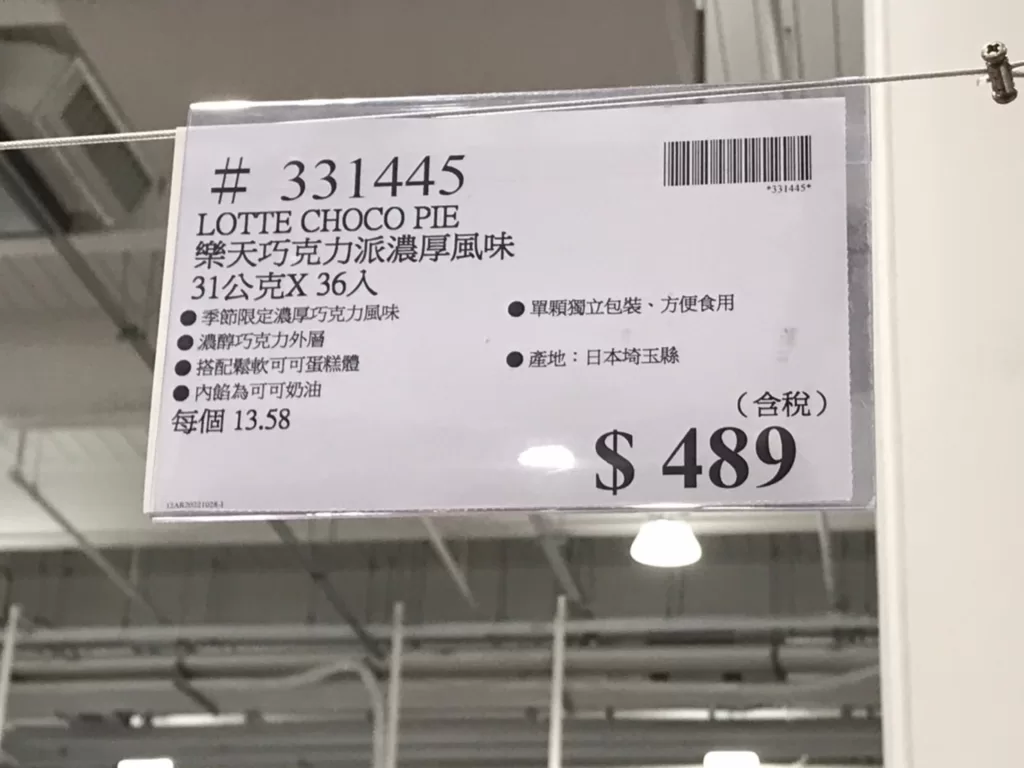 # 331445
*331445*
LOTTE CHOCO PIE
樂天巧克力派濃厚風味
31公克X 36入
●季節限定濃厚巧克力風味
●濃醇巧克力外層
●搭配鬆軟可可蛋糕體
●內餡為可可奶油
每個 13.58
●單顆獨立包裝、方便食用
●產地：日本埼玉縣
（含稅）
$ 489